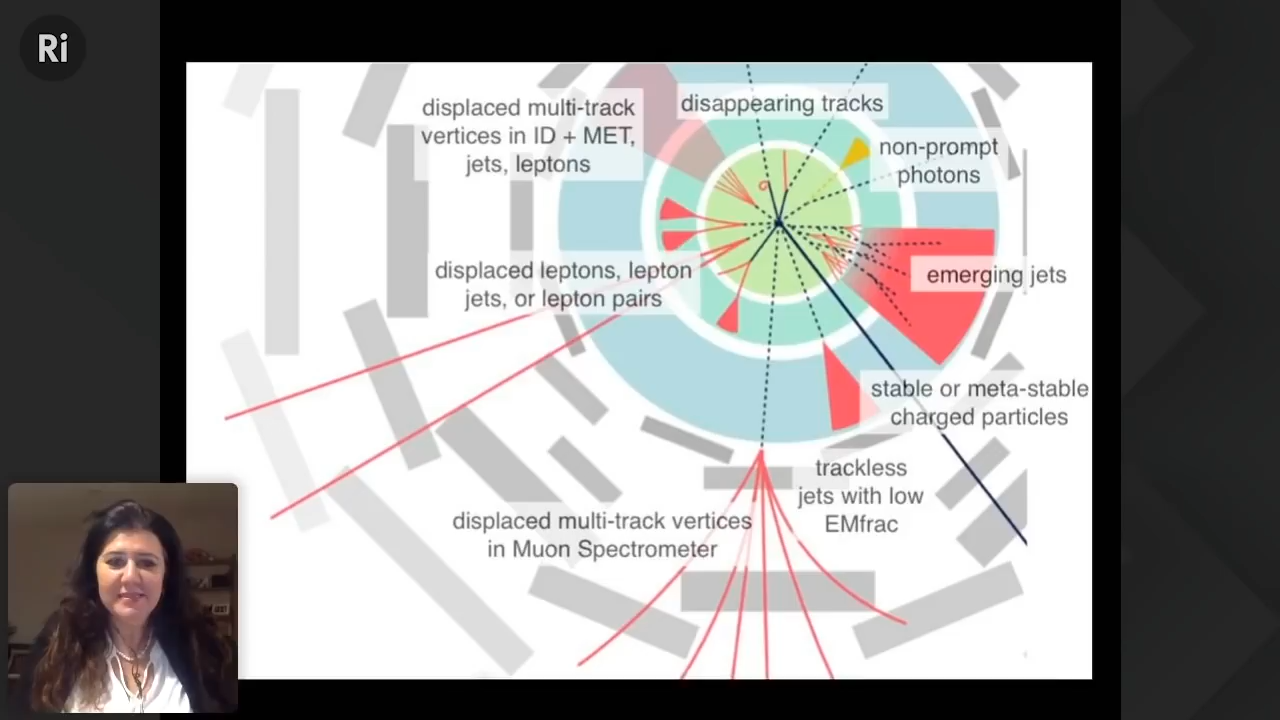 Ri
displaced multi-track
vertices in ID + MET,
jets, leptons
disappearing tracks
non-prompt
photons
displaced leptons, lepton
jets, or lepton pairs
emerging jets
stable or meta-stable
charged particles
trackless
jets with low
EMfrac
displaced multi-track vertices
in Muon Spectrometer